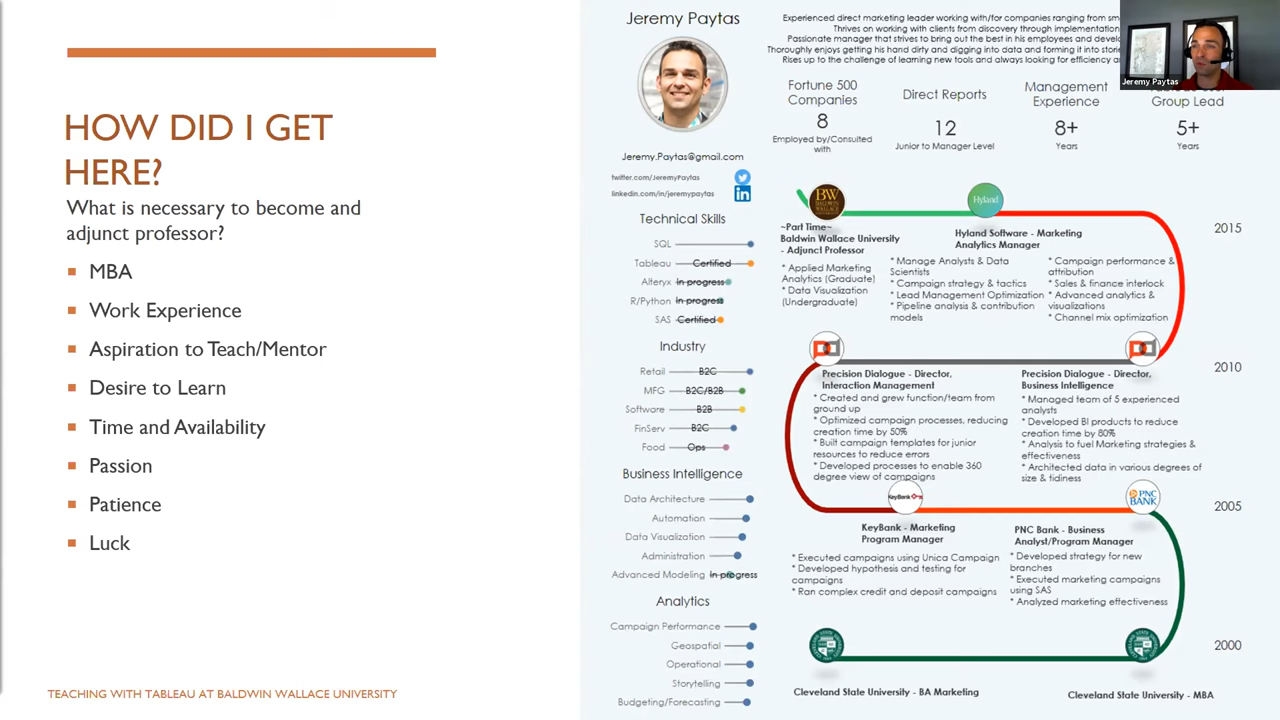 HOW DID I GET
HERE?
What is necessary to become and
adjunct professor?
MBA
Work Experience
Aspiration to Teach/Mentor
Desire to Learn
Time and Availability
Passion
Patience
Luck
TEACHING WITH TABLEAU AT BALDWIN WALLACE UNIVERSITY
Jeremy Paytas
Jeremy.Paytas@gmail.com
twitter.com/JeremyPaytas
linkedin.com/in/jeremypaytas
Technical Skills
SQL
Tableau Certified
Alteryx In progress
R/Python In progress
SAS Certified
Industry
Retail B2C
MFG B2C/B2B
Software B2B
FinServ B2C
Food Ops
Business Intelligence
Data Architecture
Automation
Data Visualization
Administration
Advanced Modeling In progress
Analytics
Campaign Performance
Geospatial
Operational
Storytelling
Budgeting/Forecasting
Experienced direct marketing leader working with/for companies ranging from
Thrives on working with clients from discovery through implementation
Passionate manager that strives to bring out the best in his employees and
Thoroughly enjoys getting his hand dirty and digging into data and forming it into
Rises up to the challenge of learning new tools and always looking for efficiency
Jeremy Paytas
Fortune 500
Companies
8
Employed by/Consulted
with
Direct Reports
12
Junior to Manager Level
Management
Experience
8+
Years
Group Lead
5+
Years
BW
Hyland
2015
~Part Time~
Baldwin Wallace University
- Adjunct Professor
* Applied Marketing
Analytics (Graduate)
* Data Visualization
(Undergraduate)
Hyland Software - Marketing
Analytics Manager
* Manage Analysts & Data
Scientists
* Campaign strategy & tactics
* Lead Management Optimization
* Pipeline analysis & contribution
models
* Campaign performance &
attribution
* Sales & finance interlock
* Advanced analytics &
visualizations
* Channel mix optimization
2010
Precision Dialogue - Director,
Interaction Management
* Created and grew function/team from
ground up
* Optimized campaign processes, reducing
creation time by 50%
* Built campaign templates for junior
resources to reduce errors
* Developed processes to enable 360
degree view of campaigns
Precision Dialogue - Director,
Business Intelligence
* Managed team of 5 experienced
analysts
* Developed BI products to reduce
creation time by 80%
* Analysis to fuel Marketing strategies &
effectiveness
* Architected data in various degrees of
size & tidiness
KeyBank
PNC
BANK
2005
KeyBank - Marketing
Program Manager
* Executed campaigns using Unica Campaign
* Developed hypothesis and testing for
campaigns
* Ran complex credit and deposit campaigns
PNC Bank - Business
Analyst/Program Manager
* Developed strategy for new
branches
* Executed marketing campaigns
using SAS
* Analyzed marketing effectiveness
2000
Cleveland State University - BA Marketing
Cleveland State University - MBA